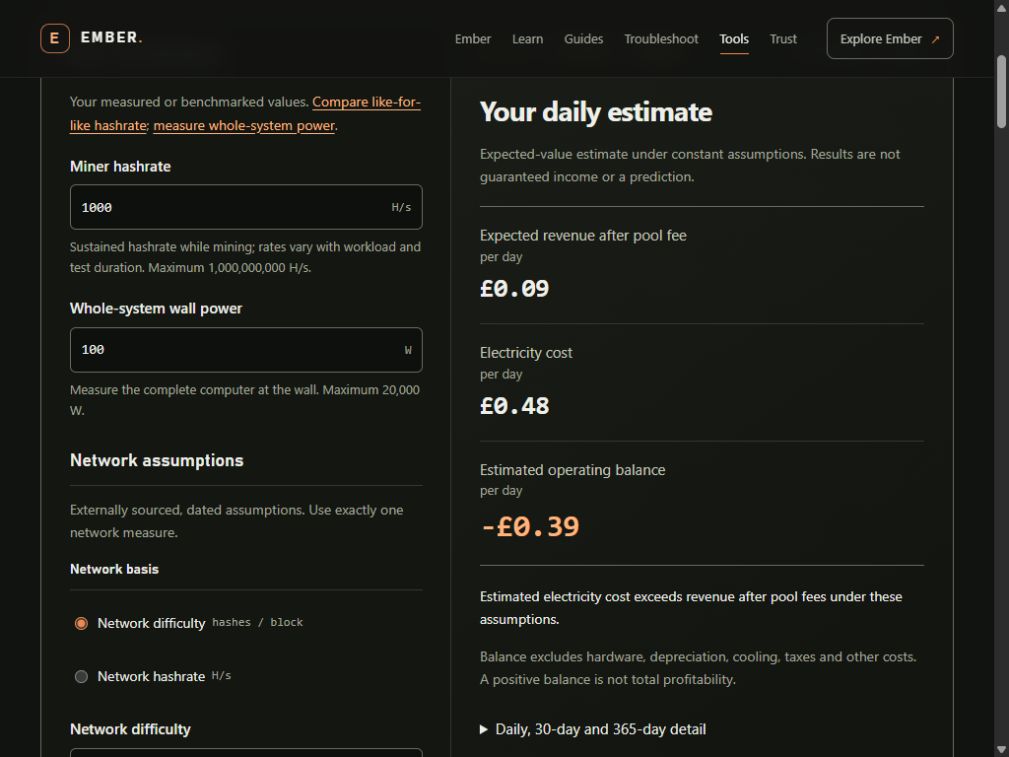 E EMBER.
Ember Learn Guides Troubleshoot Tools Trust Explore Ember ↗
Your measured or benchmarked values. Compare like-for-
like hashrate; measure whole-system power.
Miner hashrate
1000 H/s
Sustained hashrate while mining; rates vary with workload and
test duration. Maximum 1,000,000,000 H/s.
Whole-system wall power
100 W
Measure the complete computer at the wall. Maximum 20,000
W.
Network assumptions
Externally sourced, dated assumptions. Use exactly one
network measure.
Network basis
Network difficulty hashes / block
Network hashrate H/s
Network difficulty
Your daily estimate
Expected-value estimate under constant assumptions. Results are not
guaranteed income or a prediction.
Expected revenue after pool fee
per day
£0.09
Electricity cost
per day
£0.48
Estimated operating balance
per day
-£0.39
Estimated electricity cost exceeds revenue after pool fees under these
assumptions.
Balance excludes hardware, depreciation, cooling, taxes and other costs.
A positive balance is not total profitability.
▶ Daily, 30-day and 365-day detail